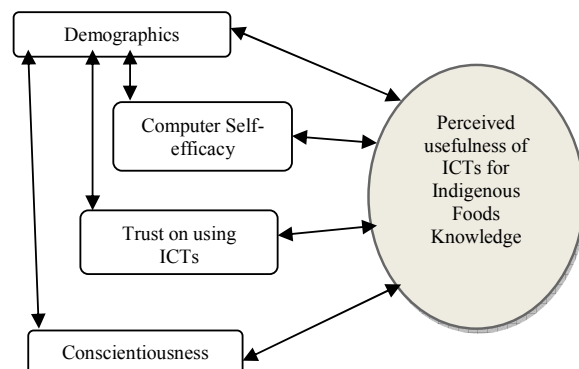 Demographics
Computer Self-
efficacy
Trust on using
ICTs
Conscientiousness
Perceived
usefulness of
ICTs for
Indigenous
Foods
Knowledge